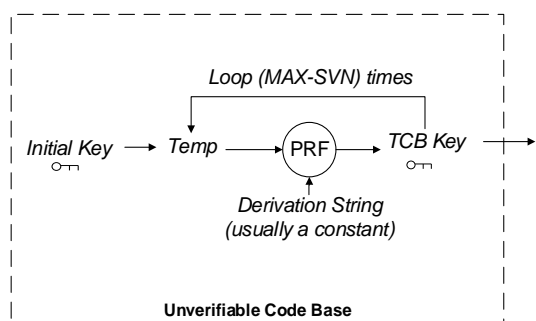 Loop (MAX-SVN) times
Initial Key
Temp
PRF
TCB Key
Derivation String
(usually a constant)
Unverifiable Code Base